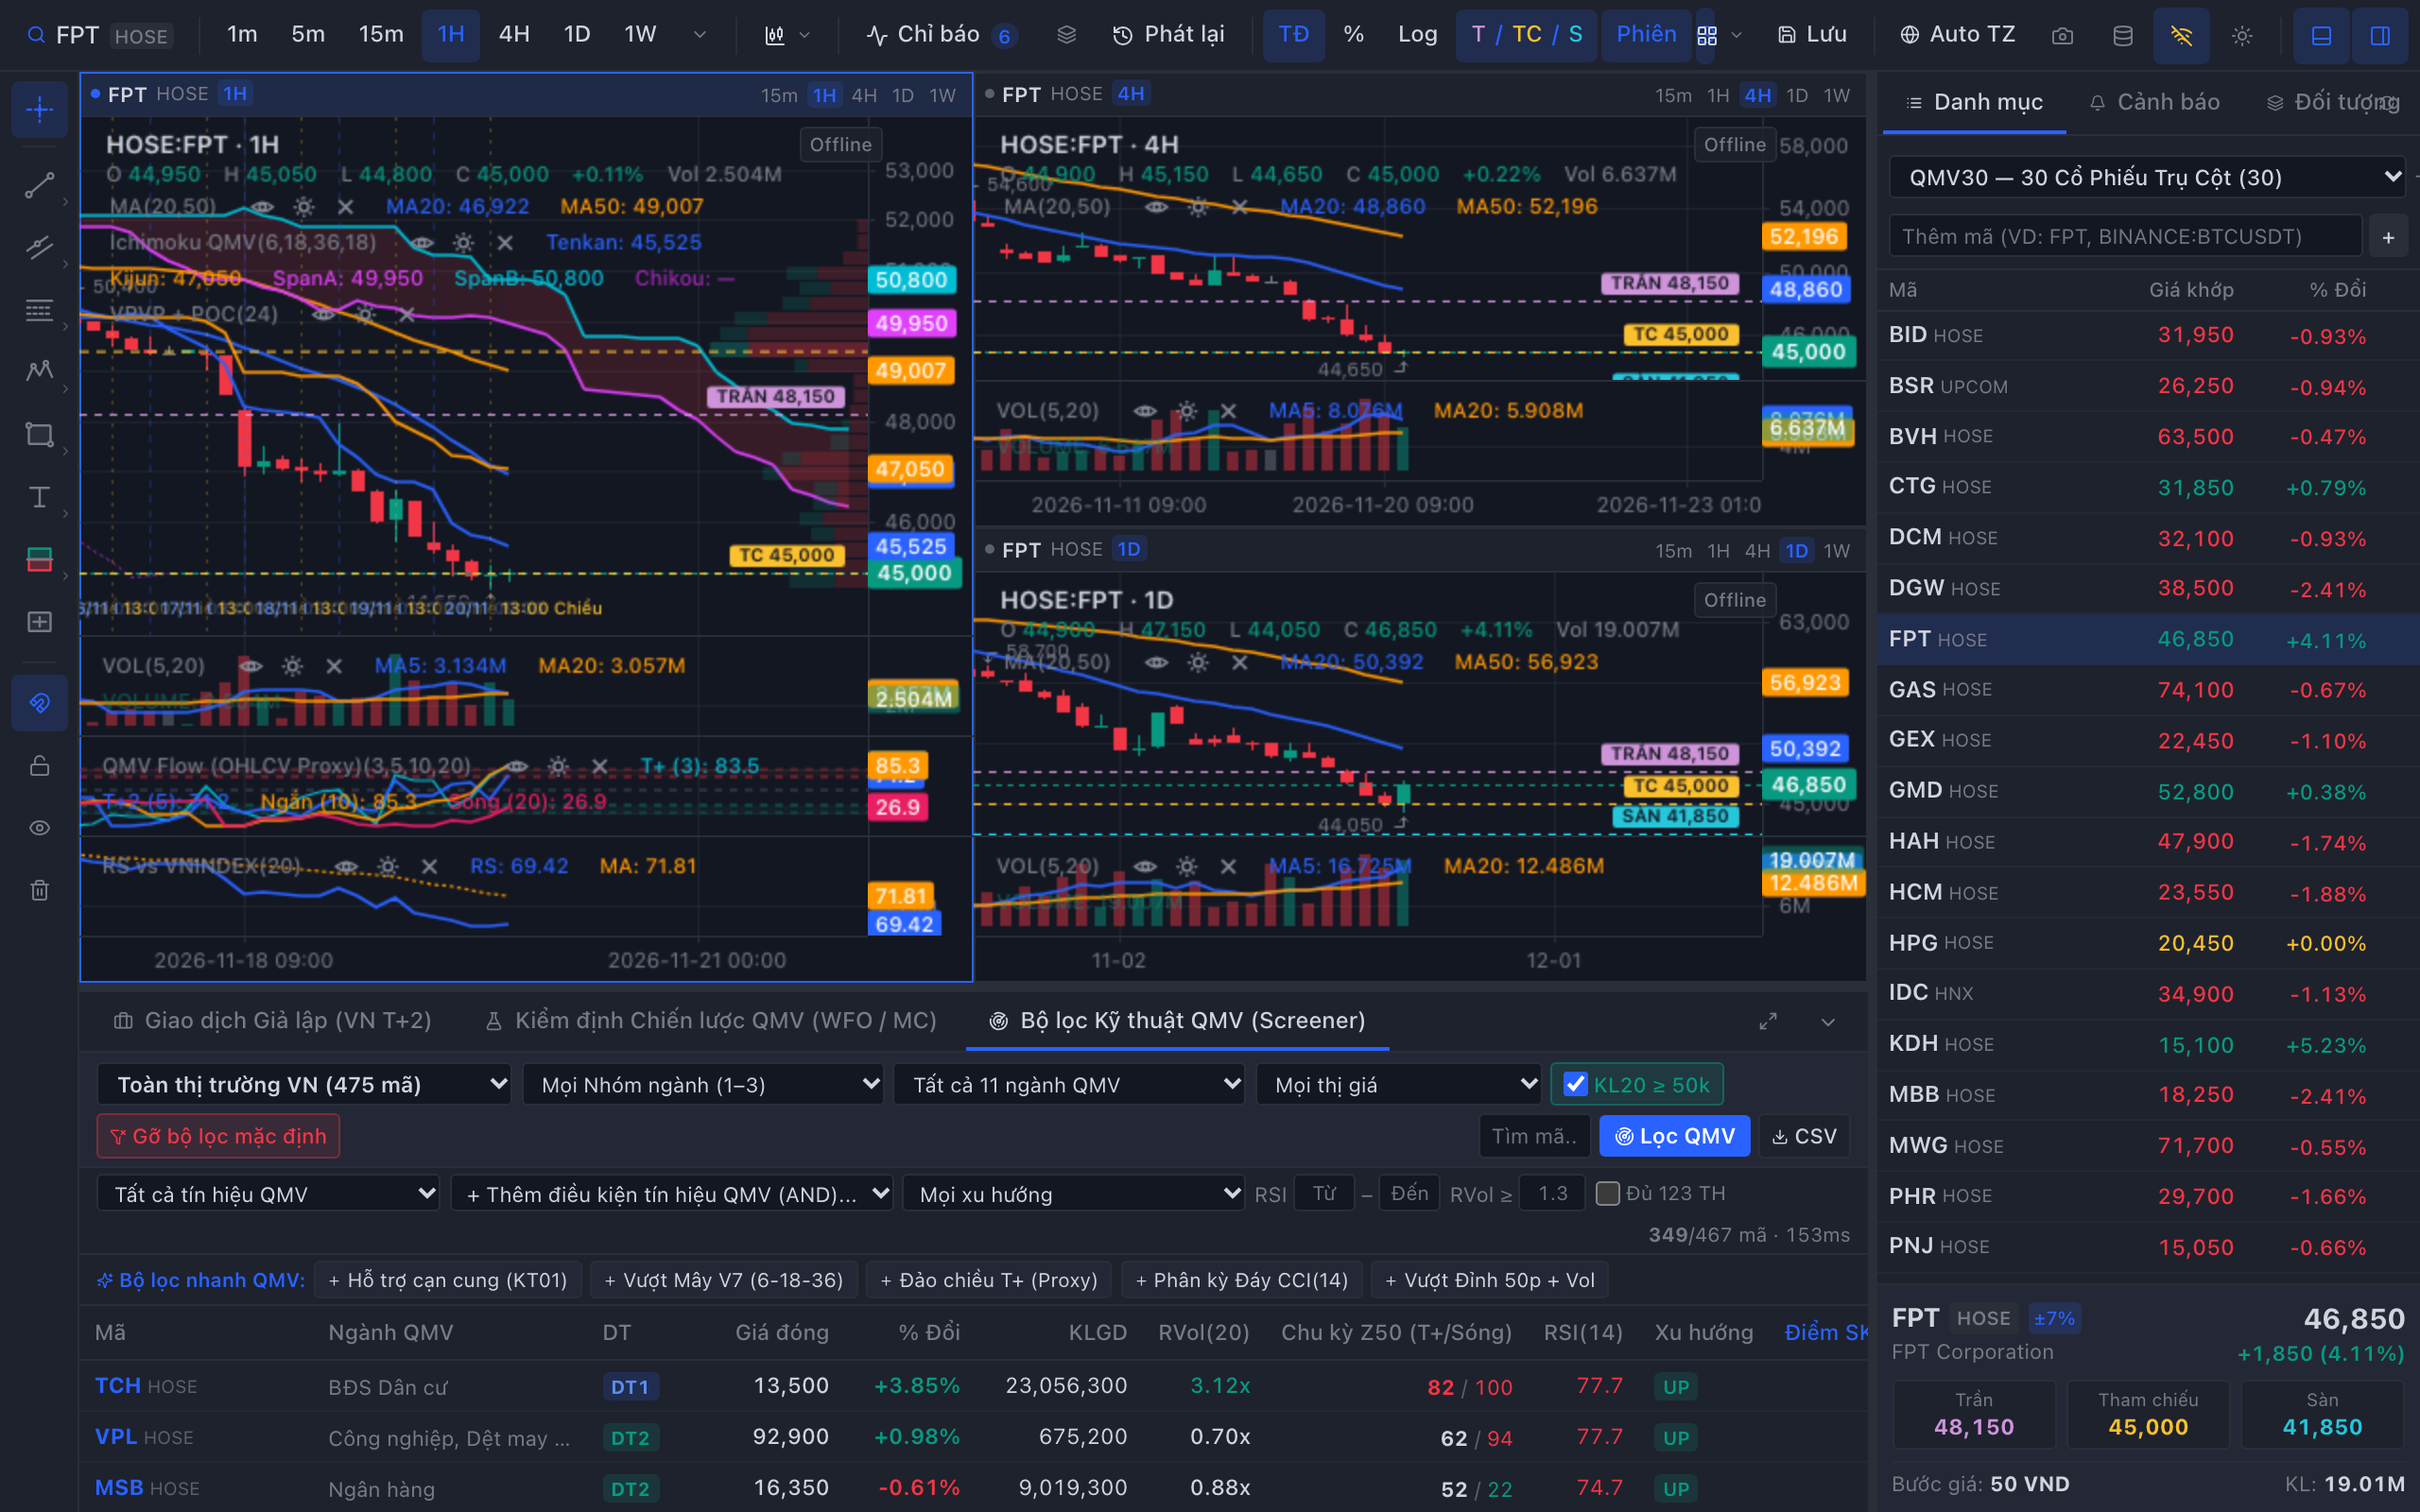 FPT HOSE 1m 5m 15m 1H 4H 1D 1W Chỉ báo 6 Phát lại TĐ % Log T / TC / S Phiên Lưu Auto TZ
FPT HOSE 1H 15m 1H 4H 1D 1W
HOSE:FPT · 1H Offline
O 44,950 H 45,050 L 44,800 C 45,000 +0.11% Vol 2.504M
MA(20,50) MA20: 46,922 MA50: 49,007
Ichimoku QMV(6,18,36,18) Tenkan: 45,525
Kijun: 47,050 SpanA: 49,950 SpanB: 50,800 Chikou: —
50,400
VPVP + POC(24)
53,000
52,000
50,800
49,950
49,007
TRẦN 48,150
48,000
47,050
46,000
45,525
TC 45,000
45,000
13:00 Chiều
VOL(5,20) MA5: 3.134M MA20: 3.057M
2.504M
QMV Flow (OHLCV Proxy)(3,5,10,20) T+ (3): 83.5
Ngắn (10): 85.3 Sóng (20): 26.9
85.3
26.9
RS vs VNINDEX(20) RS: 69.42 MA: 71.81
71.81
69.42
2026-11-18 09:00 2026-11-21 00:00
FPT HOSE 4H 15m 1H 4H 1D 1W
HOSE:FPT · 4H Offline 58,000
O 44,900 H 45,150 L 44,650 C 45,000 +0.22% Vol 6.637M
54,600
MA(20,50) MA20: 48,860 MA50: 52,196
54,000
52,196
50,000
TRẦN 48,150
48,860
TC 45,000
46,000
45,000
44,650
SÀN 41,850
VOL(5,20) MA5: 8.076M MA20: 5.908M
6.637M
4M
2026-11-11 09:00 2026-11-20 09:00 2026-11-23 01:0
FPT HOSE 1D 15m 1H 4H 1D 1W
HOSE:FPT · 1D Offline
O 44,900 H 47,150 L 44,050 C 46,850 +4.11% Vol 19.007M
63,000
58,700
MA(20,50) MA20: 50,392 MA50: 56,923
56,923
TRẦN 48,150
50,392
TC 45,000
46,850
45,000
SÀN 41,850
44,050
VOL(5,20) MA5: 16.725M MA20: 12.486M
19.007M
12.486M
6M
11-02 12-01
Giao dịch Giả lập (VN T+2) Kiểm định Chiến lược QMV (WFO / MC) Bộ lọc Kỹ thuật QMV (Screener)
Toàn thị trường VN (475 mã) Mọi Nhóm ngành (1–3) Tất cả 11 ngành QMV Mọi thị giá KL20 ≥ 50k
Gỡ bộ lọc mặc định Tìm mã.. Lọc QMV CSV
Tất cả tín hiệu QMV + Thêm điều kiện tín hiệu QMV (AND)... Mọi xu hướng RSI Từ – Đến RVol ≥ 1.3 Đủ 123 TH
349/467 mã · 153ms
Bộ lọc nhanh QMV: + Hỗ trợ cạn cung (KT01) + Vượt Mây V7 (6-18-36) + Đảo chiều T+ (Proxy) + Phân kỳ Đáy CCI(14) + Vượt Đỉnh 50p + Vol
Mã Ngành QMV DT Giá đóng % Đổi KLGD RVol(20) Chu kỳ Z50 (T+/Sóng) RSI(14) Xu hướng Điểm SK
TCH HOSE BĐS Dân cư DT1 13,500 +3.85% 23,056,300 3.12x 82 / 100 77.7 UP
VPL HOSE Công nghiệp, Dệt may ... DT2 92,900 +0.98% 675,200 0.70x 62 / 94 77.7 UP
MSB HOSE Ngân hàng DT2 16,350 -0.61% 9,019,300 0.88x 52 / 22 74.7 UP
Danh mục Cảnh báo Đối tượng
QMV30 — 30 Cổ Phiếu Trụ Cột (30)
Thêm mã (VD: FPT, BINANCE:BTCUSDT) +
Mã Giá khớp % Đổi
BID HOSE 31,950 -0.93%
BSR UPCOM 26,250 -0.94%
BVH HOSE 63,500 -0.47%
CTG HOSE 31,850 +0.79%
DCM HOSE 32,100 -0.93%
DGW HOSE 38,500 -2.41%
FPT HOSE 46,850 +4.11%
GAS HOSE 74,100 -0.67%
GEX HOSE 22,450 -1.10%
GMD HOSE 52,800 +0.38%
HAH HOSE 47,900 -1.74%
HCM HOSE 23,550 -1.88%
HPG HOSE 20,450 +0.00%
IDC HNX 34,900 -1.13%
KDH HOSE 15,100 +5.23%
MBB HOSE 18,250 -2.41%
MWG HOSE 71,700 -0.55%
PHR HOSE 29,700 -1.66%
PNJ HOSE 15,050 -0.66%
FPT HOSE ±7% 46,850
FPT Corporation +1,850 (4.11%)
Trần Tham chiếu Sàn
48,150 45,000 41,850
Bước giá: 50 VND KL: 19.01M